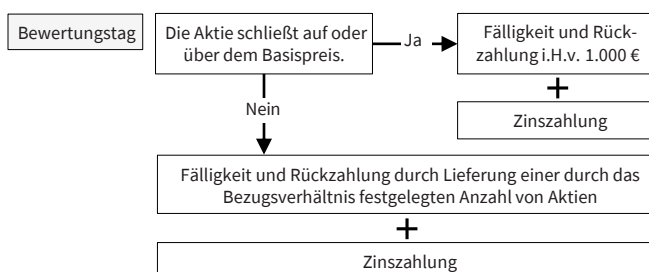 Bewertungstag
Die Aktie schließt auf oder
über dem Basispreis.
Ja
Fälligkeit und Rück-
zahlung i.H.v. 1.000 €
+
Zinszahlung
Nein
Fälligkeit und Rückzahlung durch Lieferung einer durch das
Bezugsverhältnis festgelegten Anzahl von Aktien
+
Zinszahlung